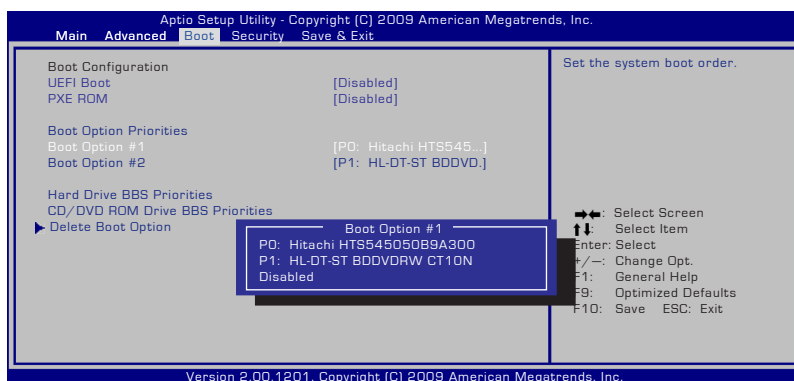 Aptio Setup Utility - Copyright (C) 2009 American Megatrends, Inc.
Main Advanced Boot Security Save & Exit
Boot Configuration
UEFI Boot [Disabled]
PXE ROM [Disabled]
Boot Option Priorities
Boot Option #1 [P0: Hitachi HTS545...]
Boot Option #2 [P1: HL-DT-ST BDDVD.]
Hard Drive BBS Priorities
CD/DVD ROM Drive BBS Priorities
Delete Boot Option
Boot Option #1
P0: Hitachi HTS545050B9A300
P1: HL-DT-ST BDDVDRW CT10N
Disabled
Set the system boot order.
: Select Screen
: Select Item
Enter: Select
+/—: Change Opt.
F1: General Help
F9: Optimized Defaults
F10: Save ESC: Exit
Version 2.00.1201. Copyright (C) 2009 American Megatrends, Inc.